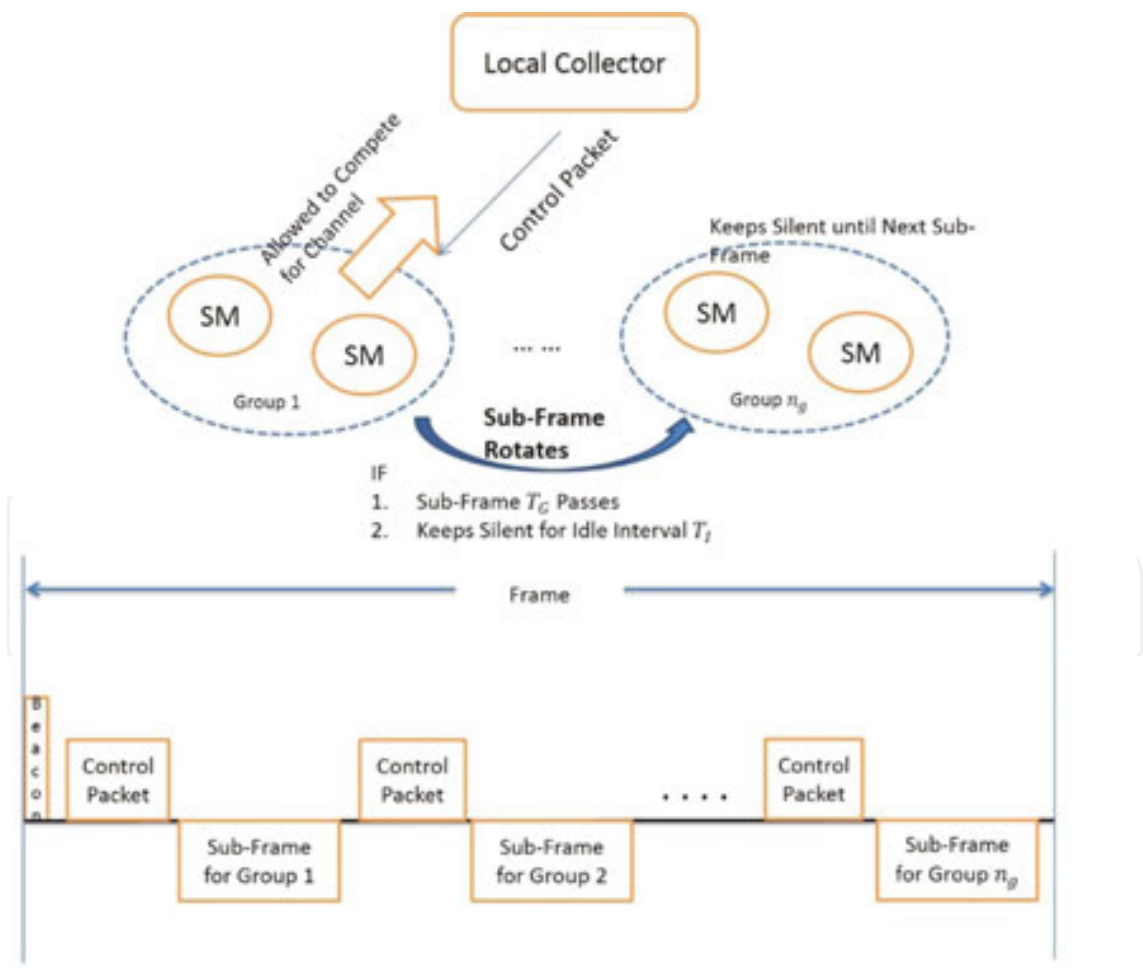 Local Collector
Allowed to Compete
for Channel
Control Packet
Keeps Silent until Next Sub-
Frame
SM
SM
Group 1
... ...
SM
SM
Group n_g
Sub-Frame
Rotates
IF
1. Sub-Frame T_G Passes
2. Keeps Silent for Idle Interval T_I
Frame
Beacon
Control
Packet
Control
Packet
. . . .
Control
Packet
Sub-Frame
for Group 1
Sub-Frame
for Group 2
Sub-Frame
for Group n_g